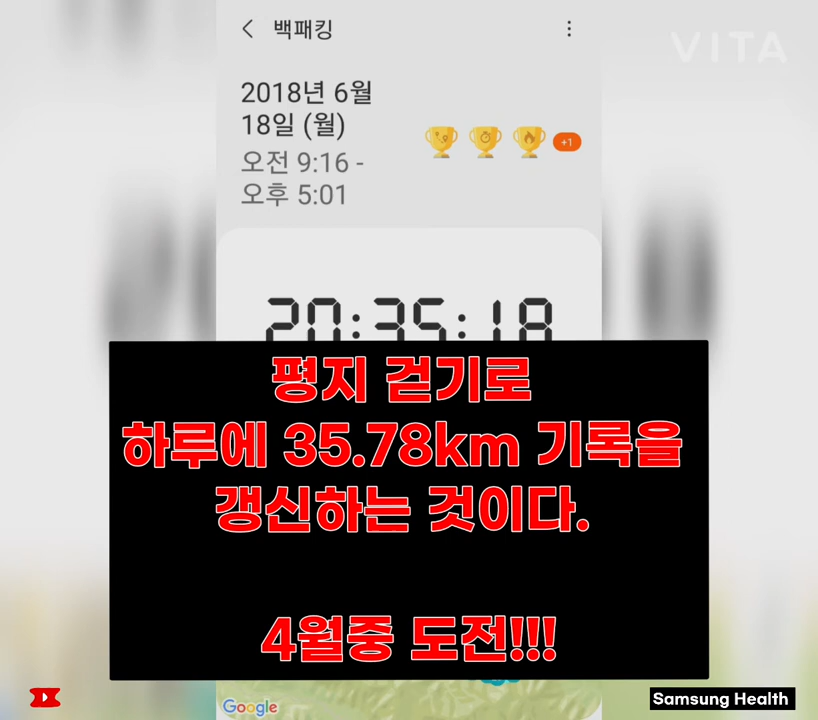 백패킹
VITA
2018년 6월
18일 (월)
오전 9:16 -
오후 5:01
+1
20:35:18
평지 걷기로
하루에 35.78km 기록을
갱신하는 것이다.
4월중 도전!!!
Google
Samsung Health